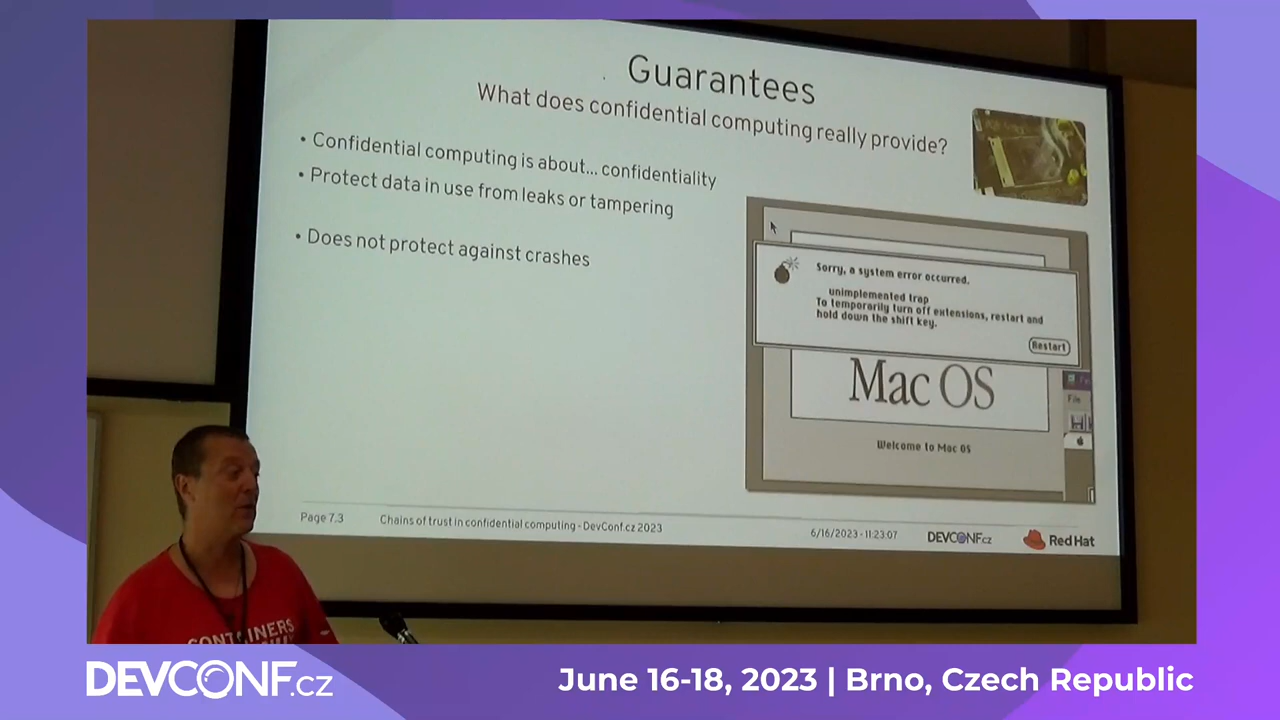 Guarantees
What does confidential computing really provide?
• Confidential computing is about... confidentiality
• Protect data in use from leaks or tampering
• Does not protect against crashes
Sorry, a system error occurred.
unimplemented trap
To temporarily turn off extensions, restart and
hold down the shift key.
Restart
Mac OS
Welcome to Mac OS
File
Page 7.3
Chains of trust in confidential computing - DevConf.cz 2023
6/16/2023 - 11:23:07
DEVCONF.cz
Red Hat
CONTAINERS
DEVCONF.cz
June 16-18, 2023 | Brno, Czech Republic